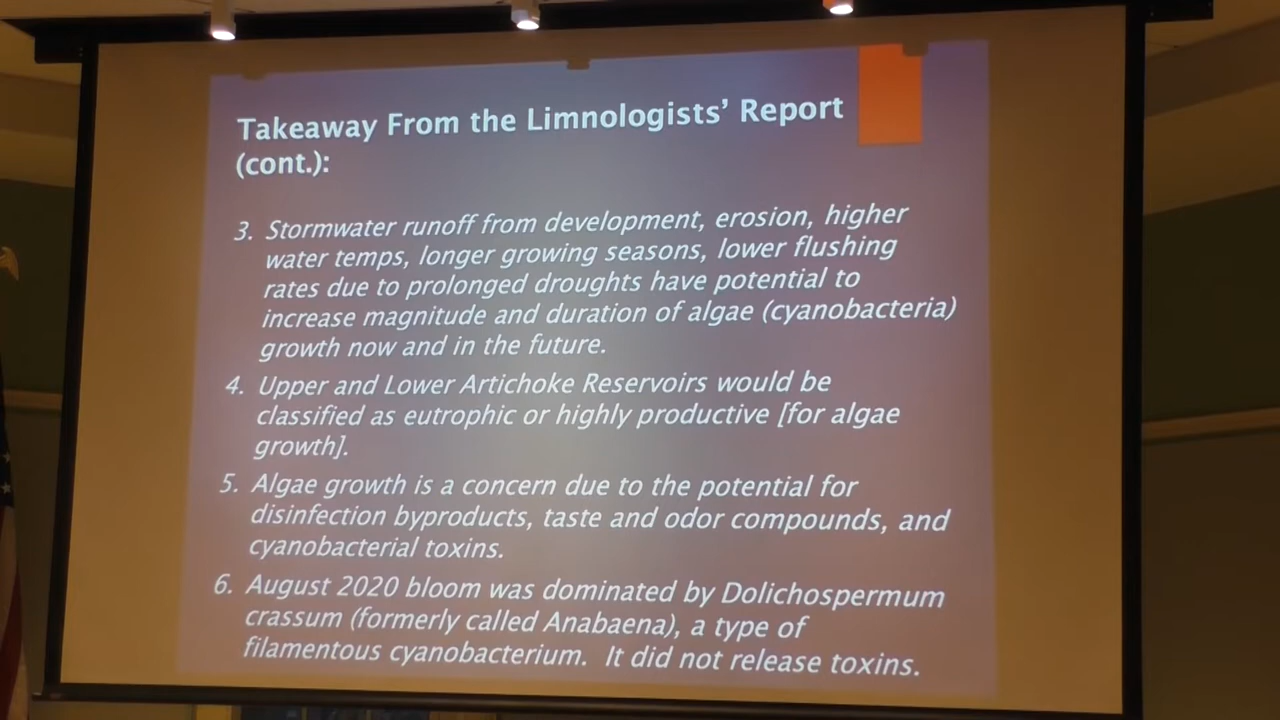 Takeaway From the Limnologists' Report
(cont.):
3. Stormwater runoff from development, erosion, higher
water temps, longer growing seasons, lower flushing
rates due to prolonged droughts have potential to
increase magnitude and duration of algae (cyanobacteria)
growth now and in the future.
4. Upper and Lower Artichoke Reservoirs would be
classified as eutrophic or highly productive [for algae
growth].
5. Algae growth is a concern due to the potential for
disinfection byproducts, taste and odor compounds, and
cyanobacterial toxins.
6. August 2020 bloom was dominated by Dolichospermum
crassum (formerly called Anabaena), a type of
filamentous cyanobacterium. It did not release toxins.